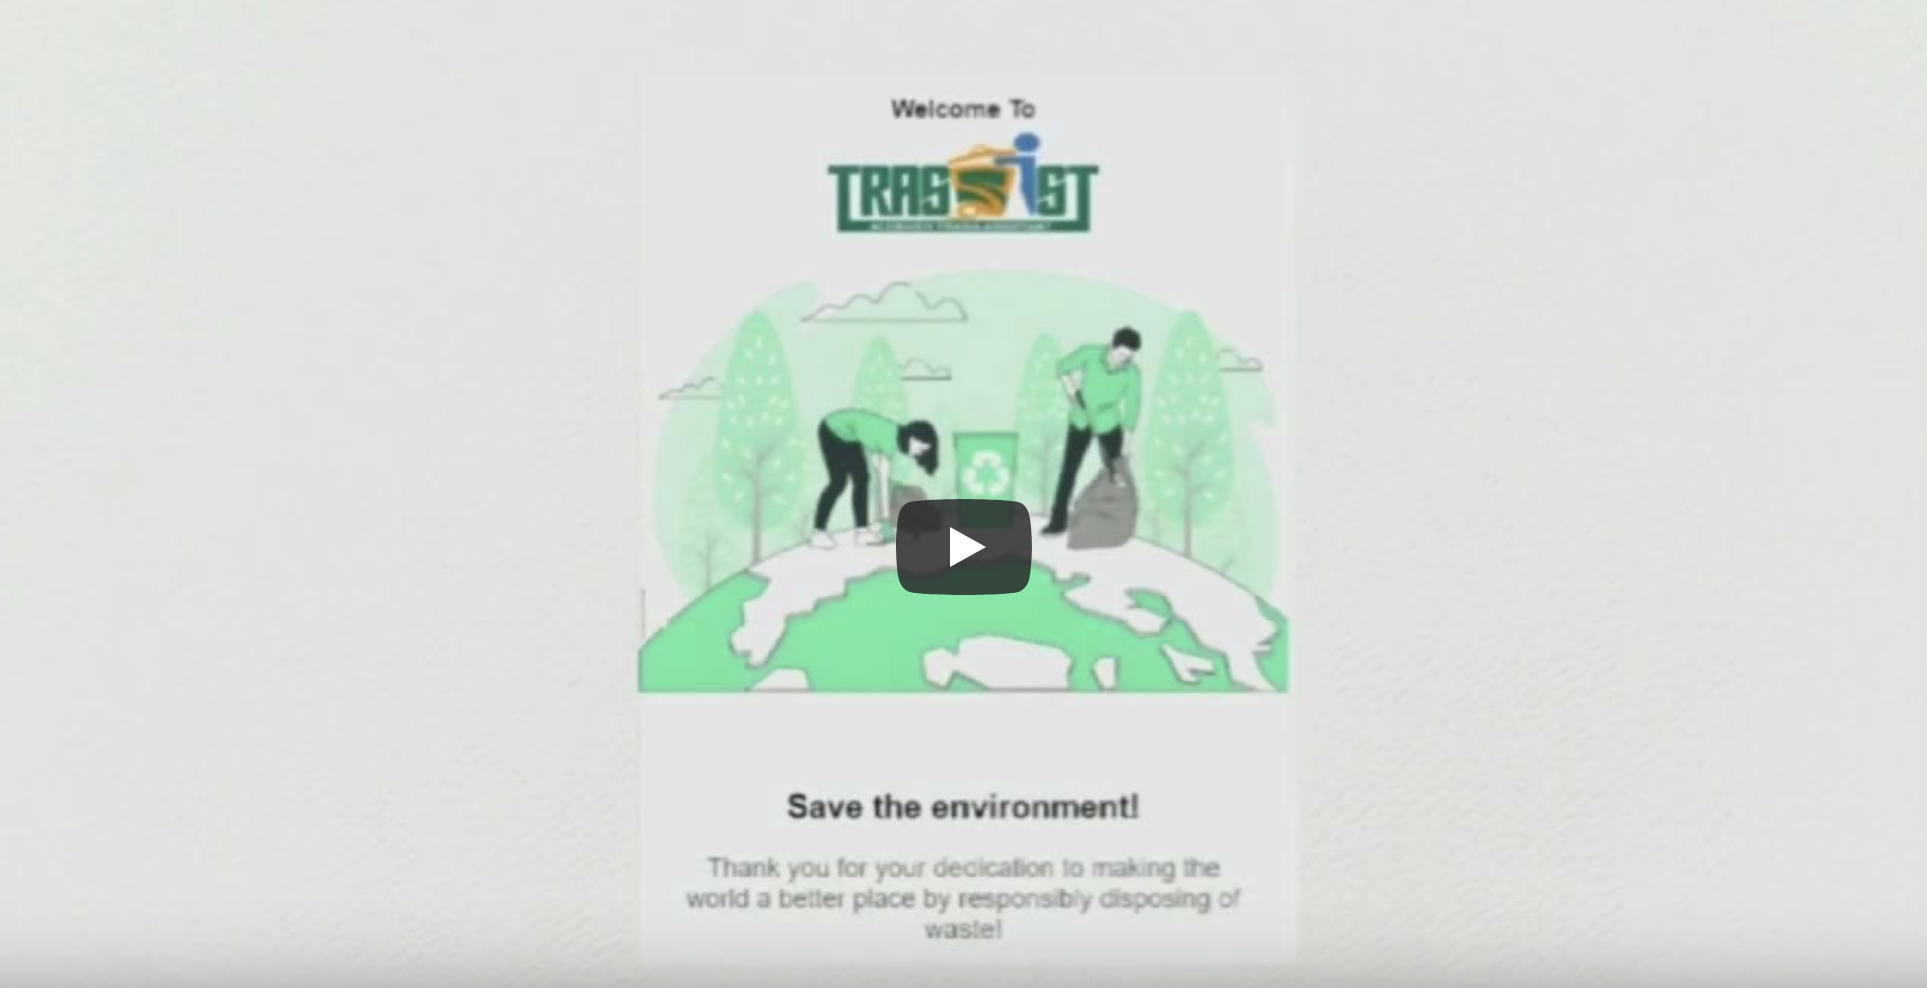 Welcome To
TRASSIST
Save the environment!
Thank you for your dedication to making the
world a better place by responsibly disposing of
waste!